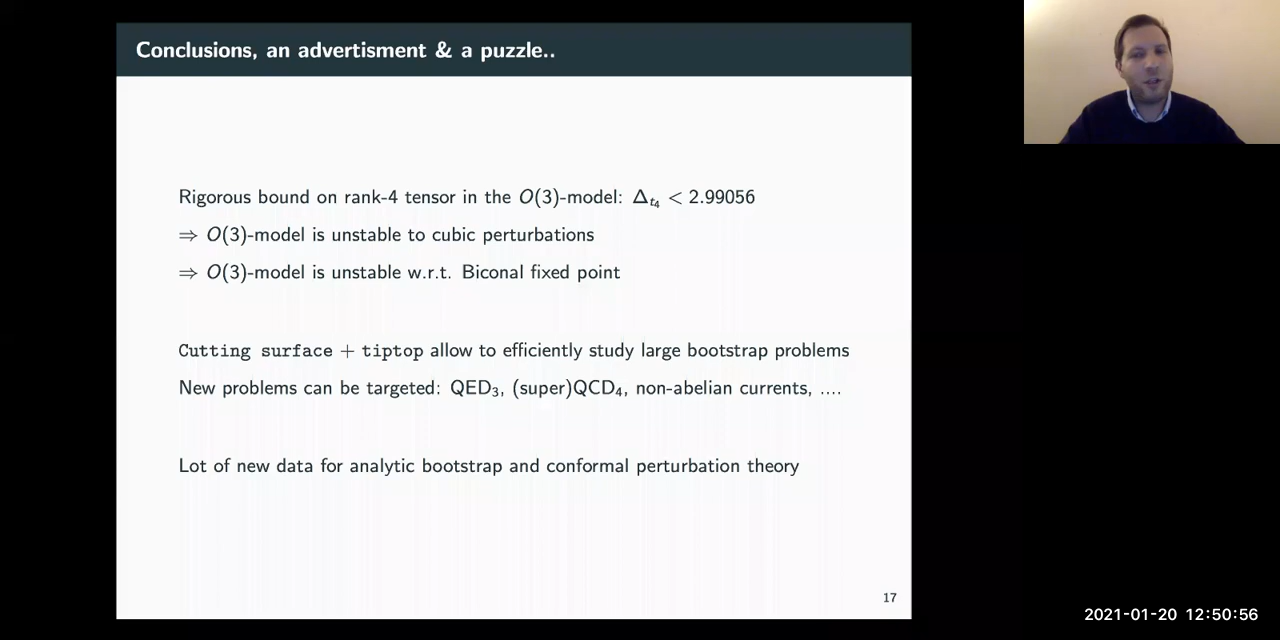 Conclusions, an advertisment & a puzzle..
Rigorous bound on rank-4 tensor in the O(3)-model: Δ_{t_4} < 2.99056
⇒ O(3)-model is unstable to cubic perturbations
⇒ O(3)-model is unstable w.r.t. Biconal fixed point
Cutting surface + tiptop allow to efficiently study large bootstrap problems
New problems can be targeted: QED₃, (super)QCD₄, non-abelian currents, ....
Lot of new data for analytic bootstrap and conformal perturbation theory
17
2021-01-20 12:50:56